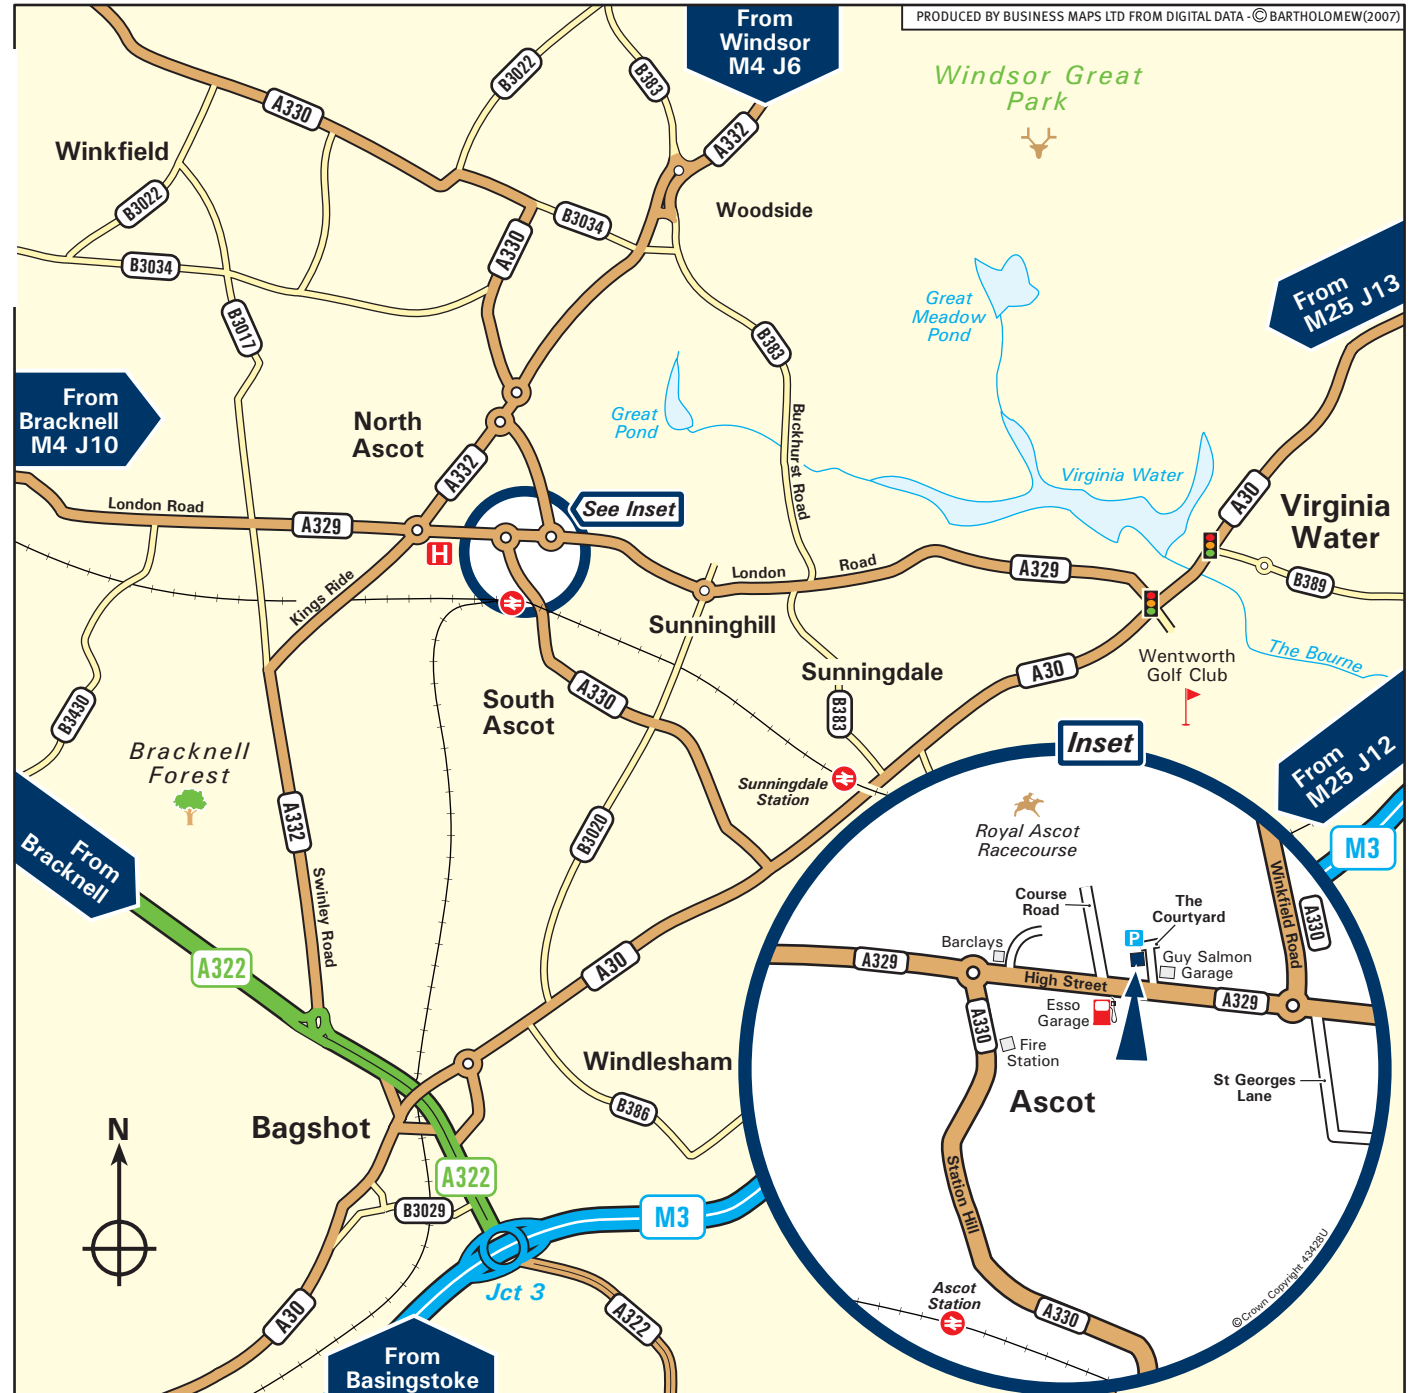 PRODUCED BY BUSINESS MAPS LTD FROM DIGITAL DATA - © BARTHOLOMEW(2007)
From
Windsor
M4 J6
Windsor Great
Park
B3022
B383
A330
A332
Winkfield
B3022
Woodside
B3034
A330
B3034
From
M25 J13
Great
Meadow
Pond
B3017
B383
From
Bracknell
M4 J10
North
Ascot
Great
Pond
Buckhurst Road
A332
Virginia Water
A30
Virginia
Water
London Road
A329
See Inset
H
London
Road
A329
B389
Kings Ride
Sunninghill
The Bourne
Wentworth
Golf Club
Sunningdale
A30
South
Ascot
A330
B3430
B383
Bracknell
Forest
Sunningdale
Station
Inset
From
M25 J12
M3
A332
B3020
From
Bracknell
Swinley Road
A322
A30
Royal Ascot
Racecourse
Course
Road
The
Courtyard
Winkfield Road
A330
P
Barclays
A329
Guy Salmon
Garage
High Street
A329
Esso
Garage
A330
Fire
Station
Ascot
St Georges
Lane
Windlesham
B386
Bagshot
N
A322
B3029
M3
Station Hill
Jct 3
A30
A322
Ascot
Station
A330
©Crown Copyright 43428U
From
Basingstoke